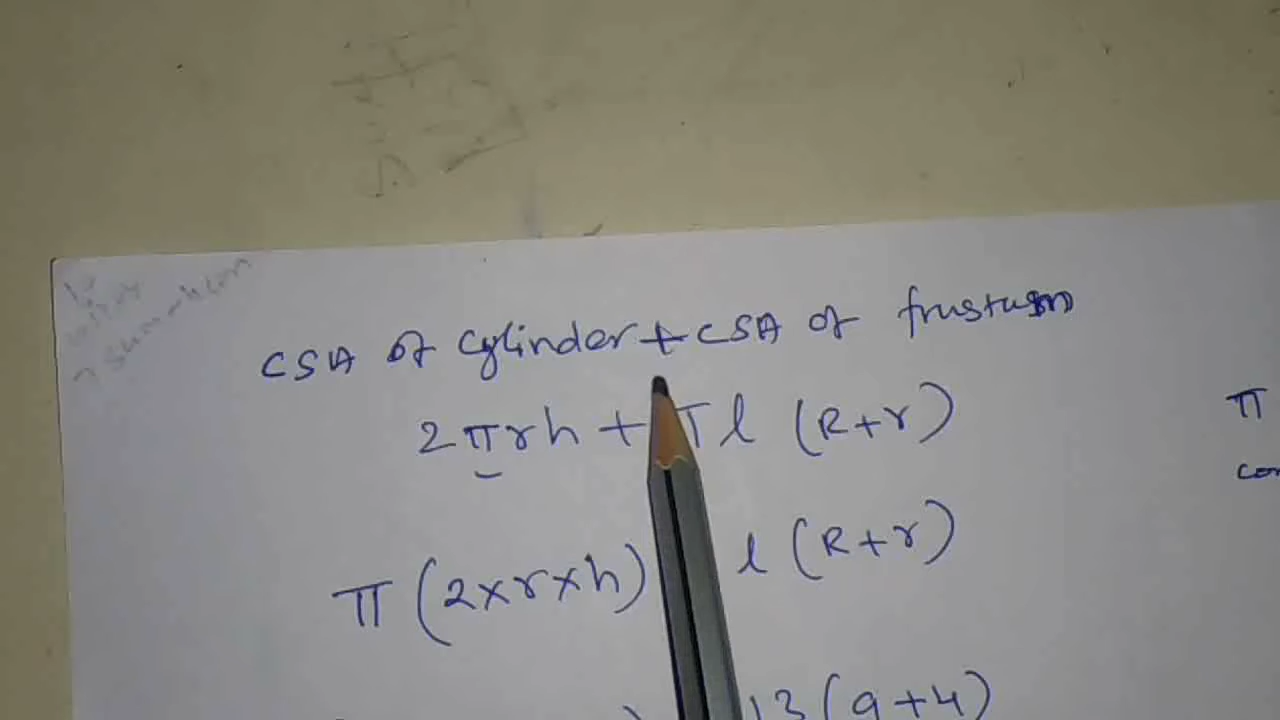 CSA of Cylinder + CSA of frustum
2πrh + πl (R+r)
π (2×r×h) l (R+r)
13 (9+4)
π